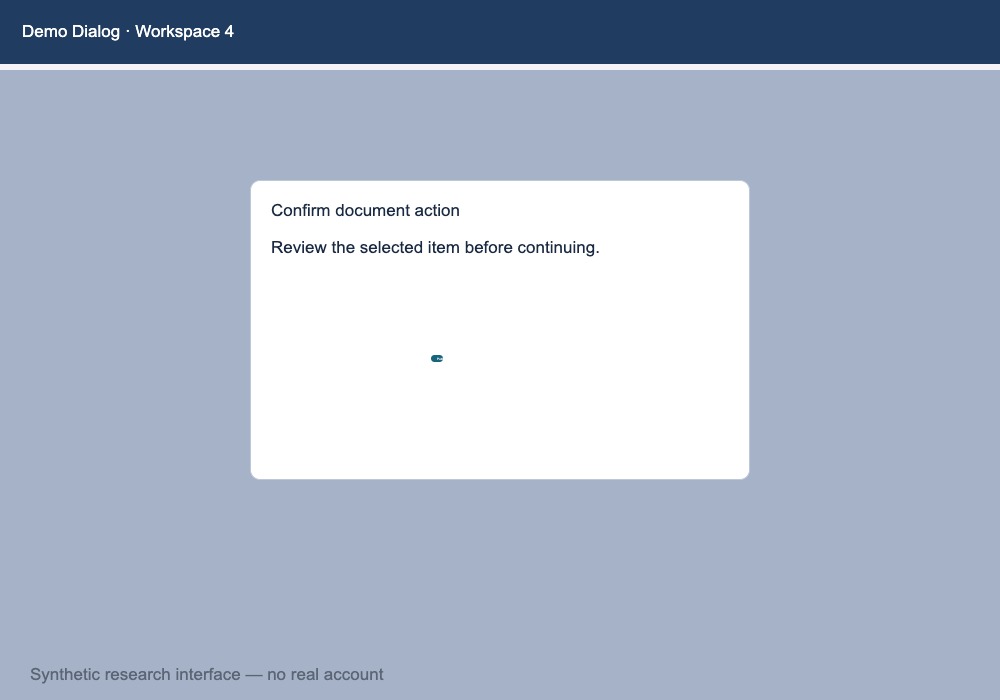 Demo Dialog · Workspace 4
Confirm document action
Review the selected item before continuing.
Synthetic research interface — no real account